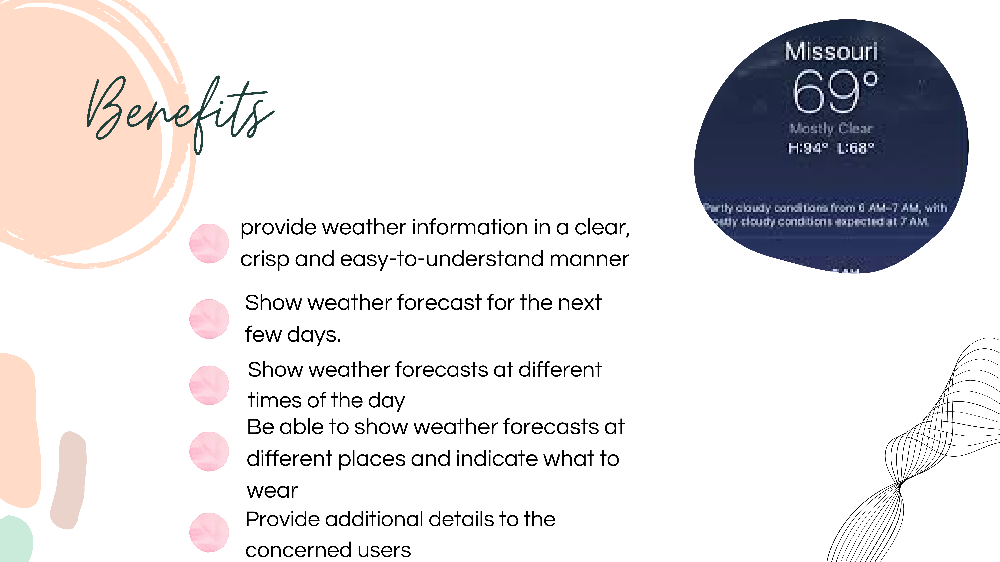 Benefits
Missouri
69°
Mostly Clear
H:94° L:68°
Partly cloudy conditions from 6 AM–7 AM, with
cloudy conditions expected at 7 AM.
provide weather information in a clear,
crisp and easy-to-understand manner
Show weather forecast for the next
few days.
Show weather forecasts at different
times of the day
Be able to show weather forecasts at
different places and indicate what to
wear
Provide additional details to the
concerned users